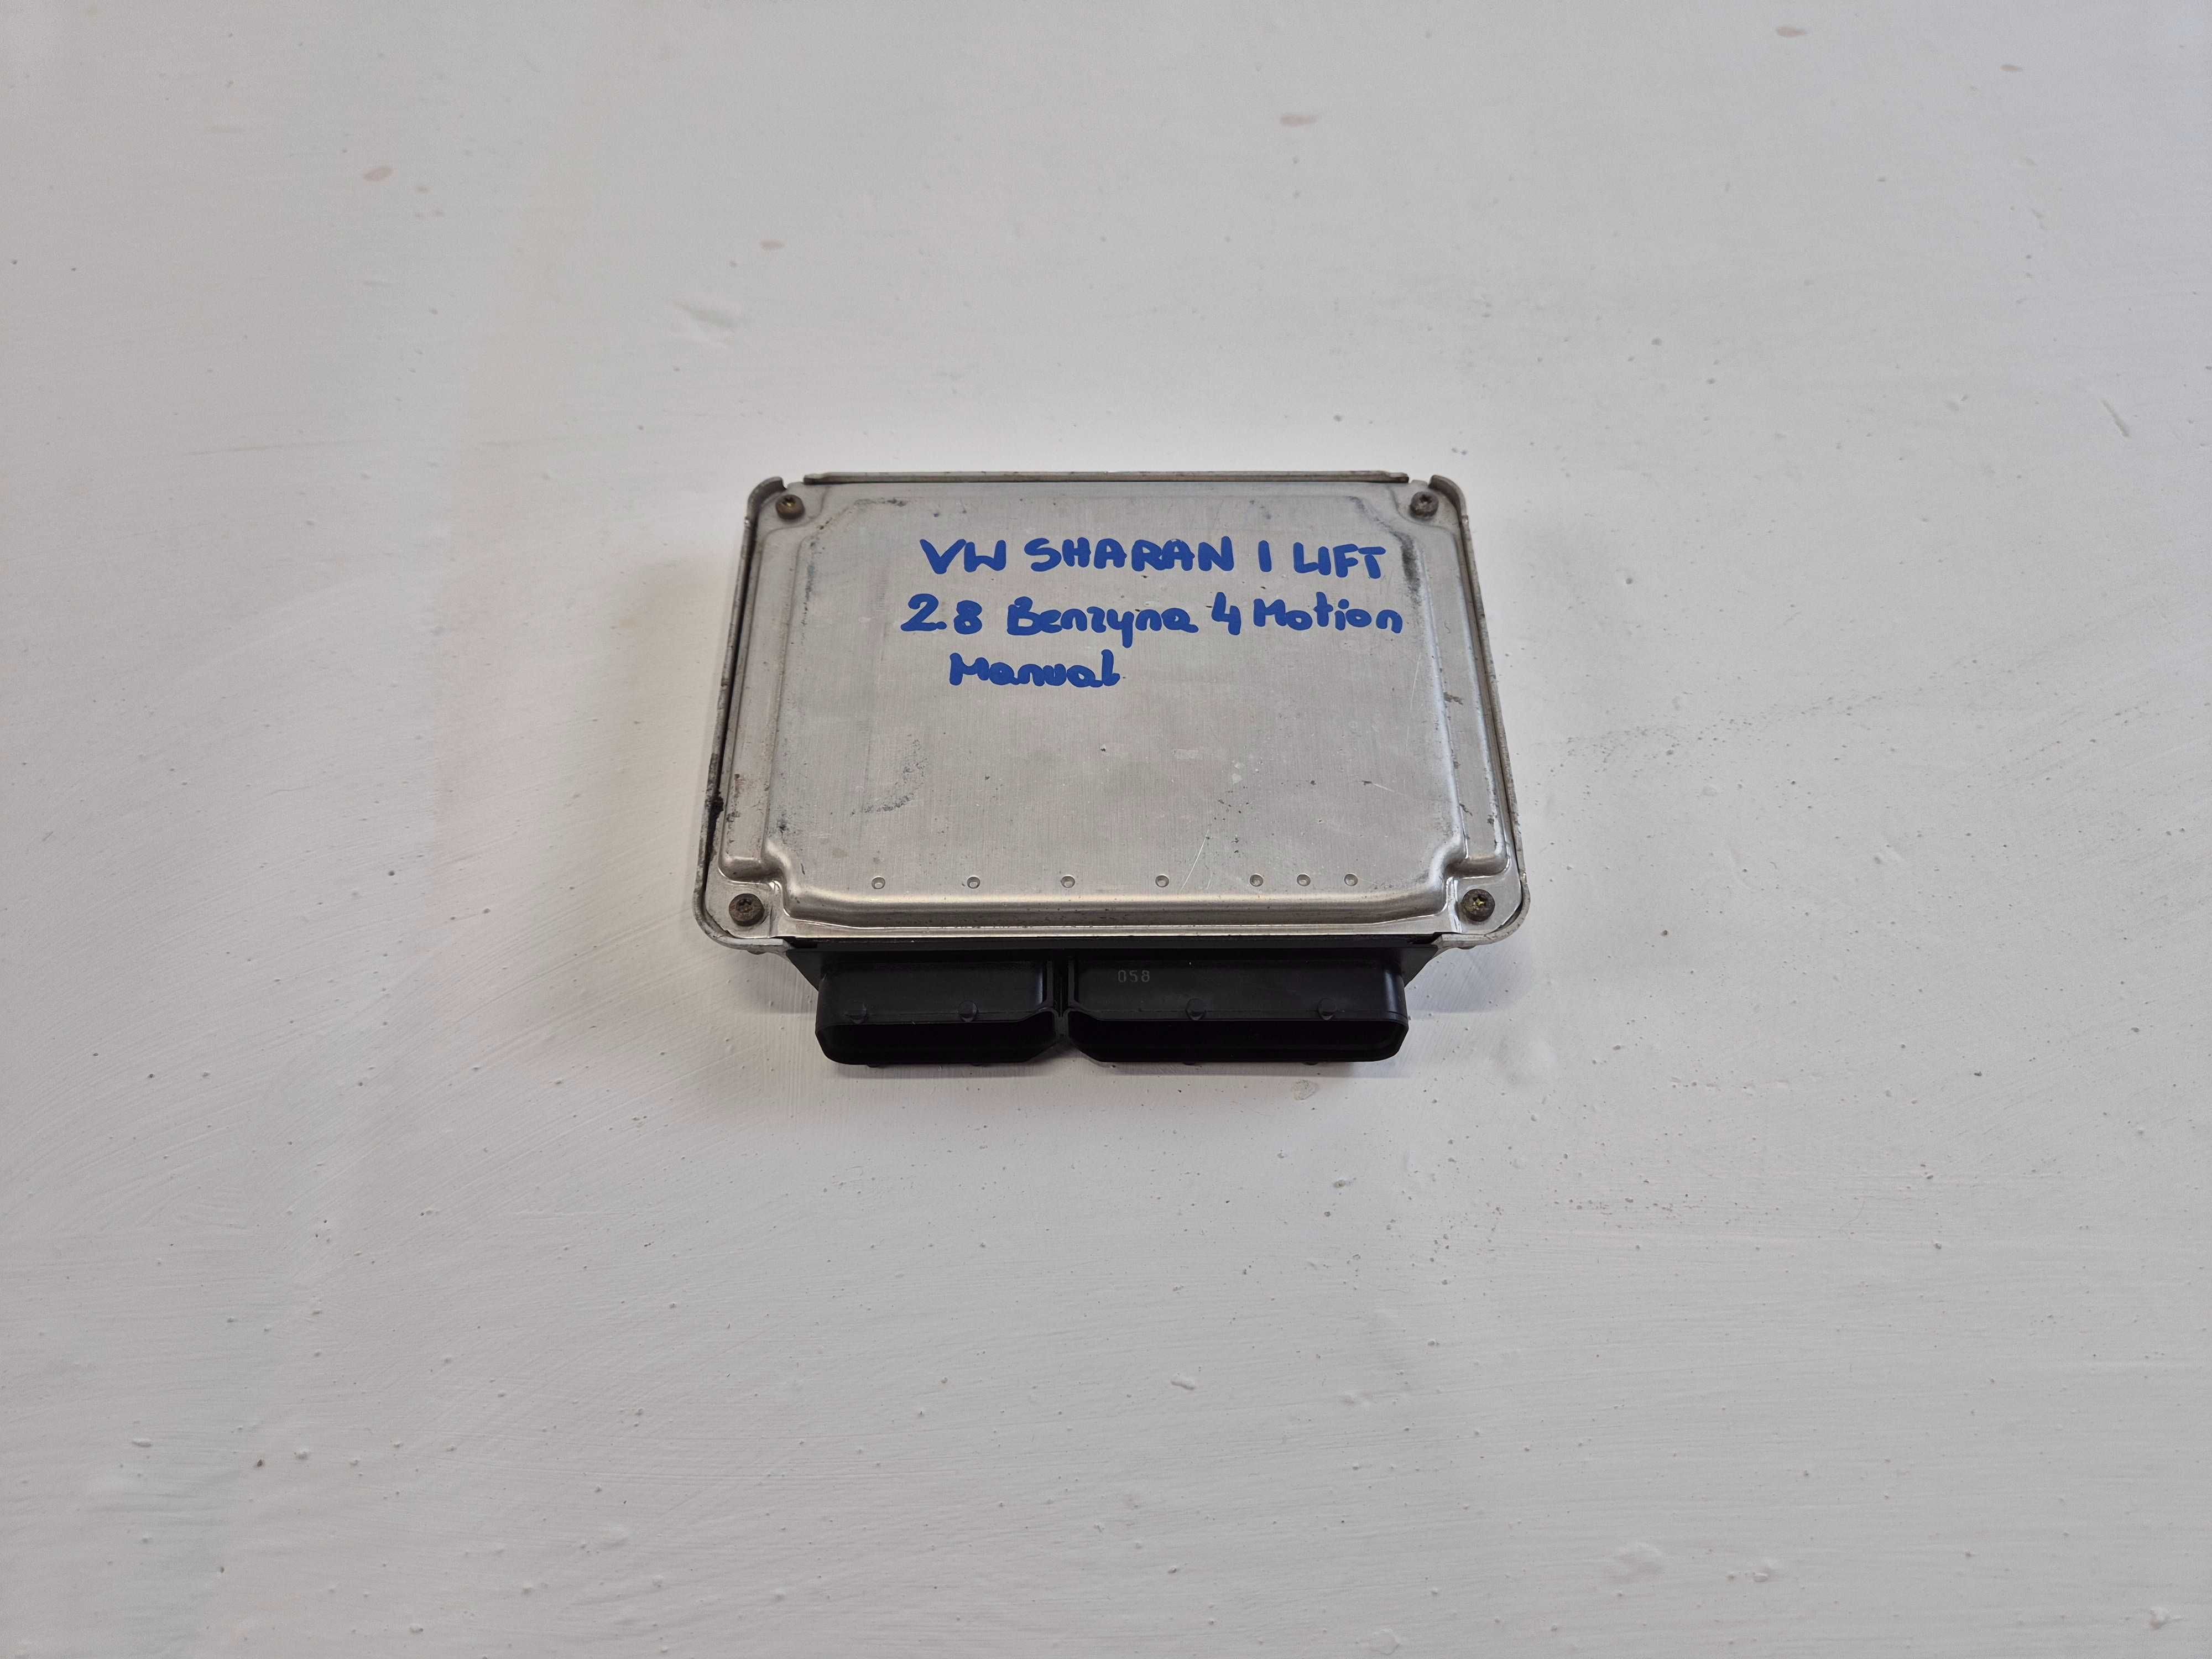 VW SHARAN I LIFT
2.8 Benzyna 4 Motion
Manual
058